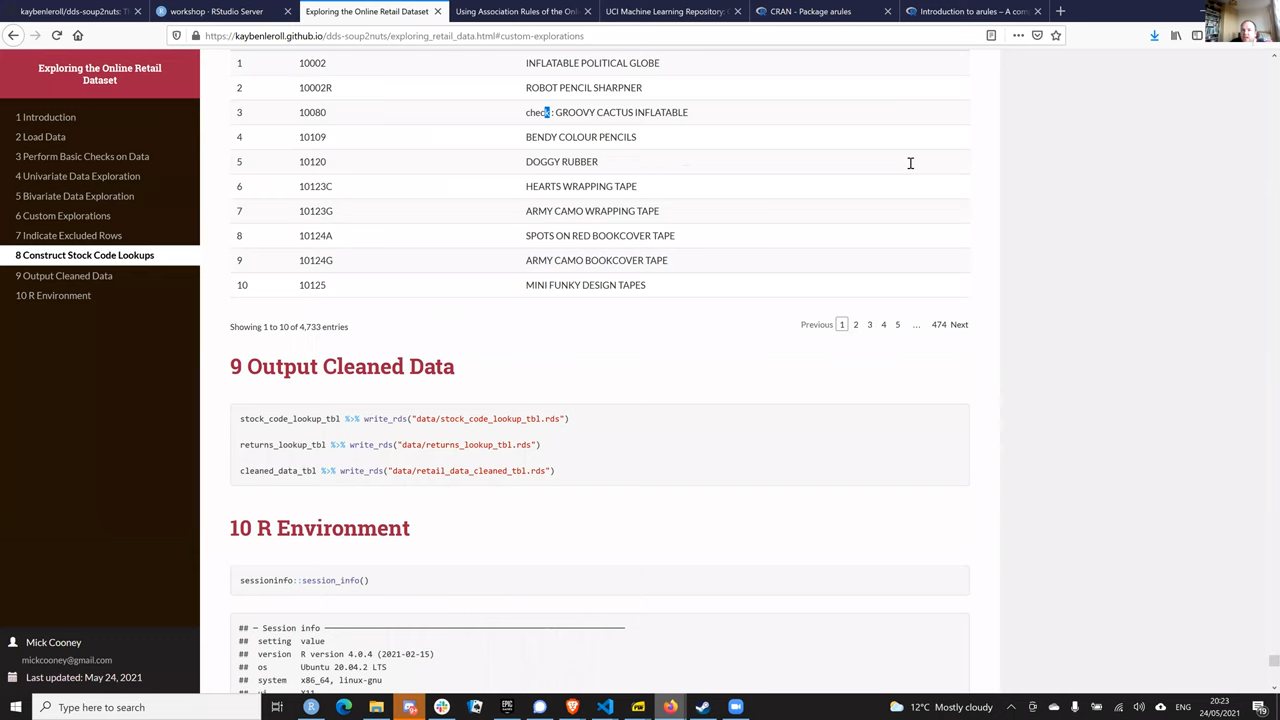 workshop - RStudio Server
Exploring the Online Retail Dataset
Using Association Rules of the Onl
UCI Machine Learning Repository:
CRAN - Package arules
Introduction to arules – A comp
https://kaybenleroll.github.io/dds-soup2nuts/exploring_retail_data.html#custom-explorations
Exploring the Online Retail
Dataset
1 Introduction
2 Load Data
3 Perform Basic Checks on Data
4 Univariate Data Exploration
5 Bivariate Data Exploration
6 Custom Explorations
7 Indicate Excluded Rows
8 Construct Stock Code Lookups
9 Output Cleaned Data
10 R Environment
1 10002 INFLATABLE POLITICAL GLOBE
2 10002R ROBOT PENCIL SHARPNER
3 10080 check : GROOVY CACTUS INFLATABLE
4 10109 BENDY COLOUR PENCILS
5 10120 DOGGY RUBBER
6 10123C HEARTS WRAPPING TAPE
7 10123G ARMY CAMO WRAPPING TAPE
8 10124A SPOTS ON RED BOOKCOVER TAPE
9 10124G ARMY CAMO BOOKCOVER TAPE
10 10125 MINI FUNKY DESIGN TAPES
Showing 1 to 10 of 4,733 entries
Previous 1 2 3 4 5 … 474 Next
9 Output Cleaned Data
stock_code_lookup_tbl %>% write_rds("data/stock_code_lookup_tbl.rds")
returns_lookup_tbl %>% write_rds("data/returns_lookup_tbl.rds")
cleaned_data_tbl %>% write_rds("data/retail_data_cleaned_tbl.rds")
10 R Environment
sessioninfo::session_info()
## ─ Session info ───────────────────────────
## setting value
## version R version 4.0.4 (2021-02-15)
## os Ubuntu 20.04.2 LTS
## system x86_64, linux-gnu
## ui X11
Mick Cooney
mickcooney@gmail.com
Last updated: May 24, 2021
Type here to search
12°C Mostly cloudy
ENG
20:23
24/05/2021
19